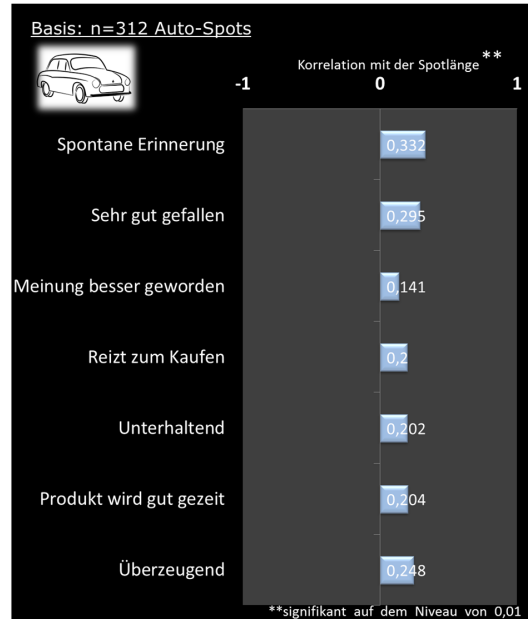 Basis: n=312 Auto-Spots
Korrelation mit der Spotlänge**
-1 0 1
Spontane Erinnerung 0,332
Sehr gut gefallen 0,295
Meinung besser geworden 0,141
Reizt zum Kaufen 0,2
Unterhaltend 0,202
Produkt wird gut gezeit 0,204
Überzeugend 0,248
**signifikant auf dem Niveau von 0,01